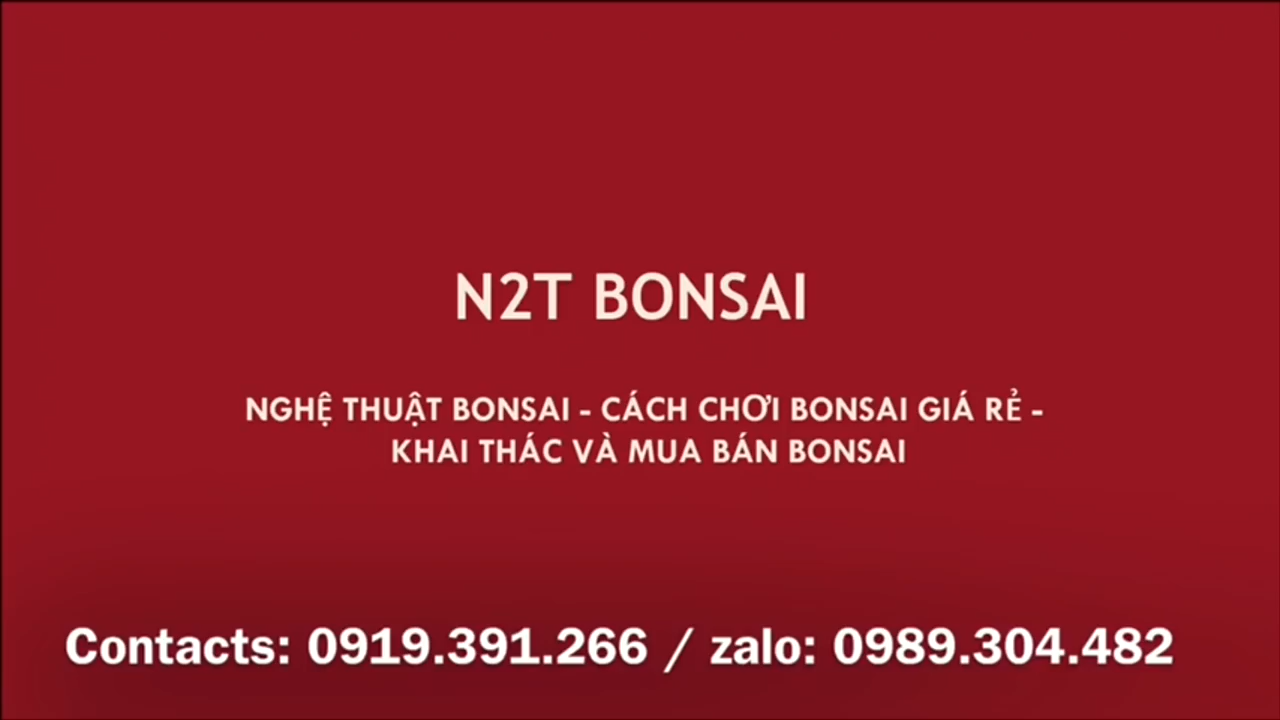 N2T BONSAI
NGHỆ THUẬT BONSAI - CÁCH CHƠI BONSAI GIÁ RẺ -
KHAI THÁC VÀ MUA BÁN BONSAI
Contacts: 0919.391.266 / zalo: 0989.304.482